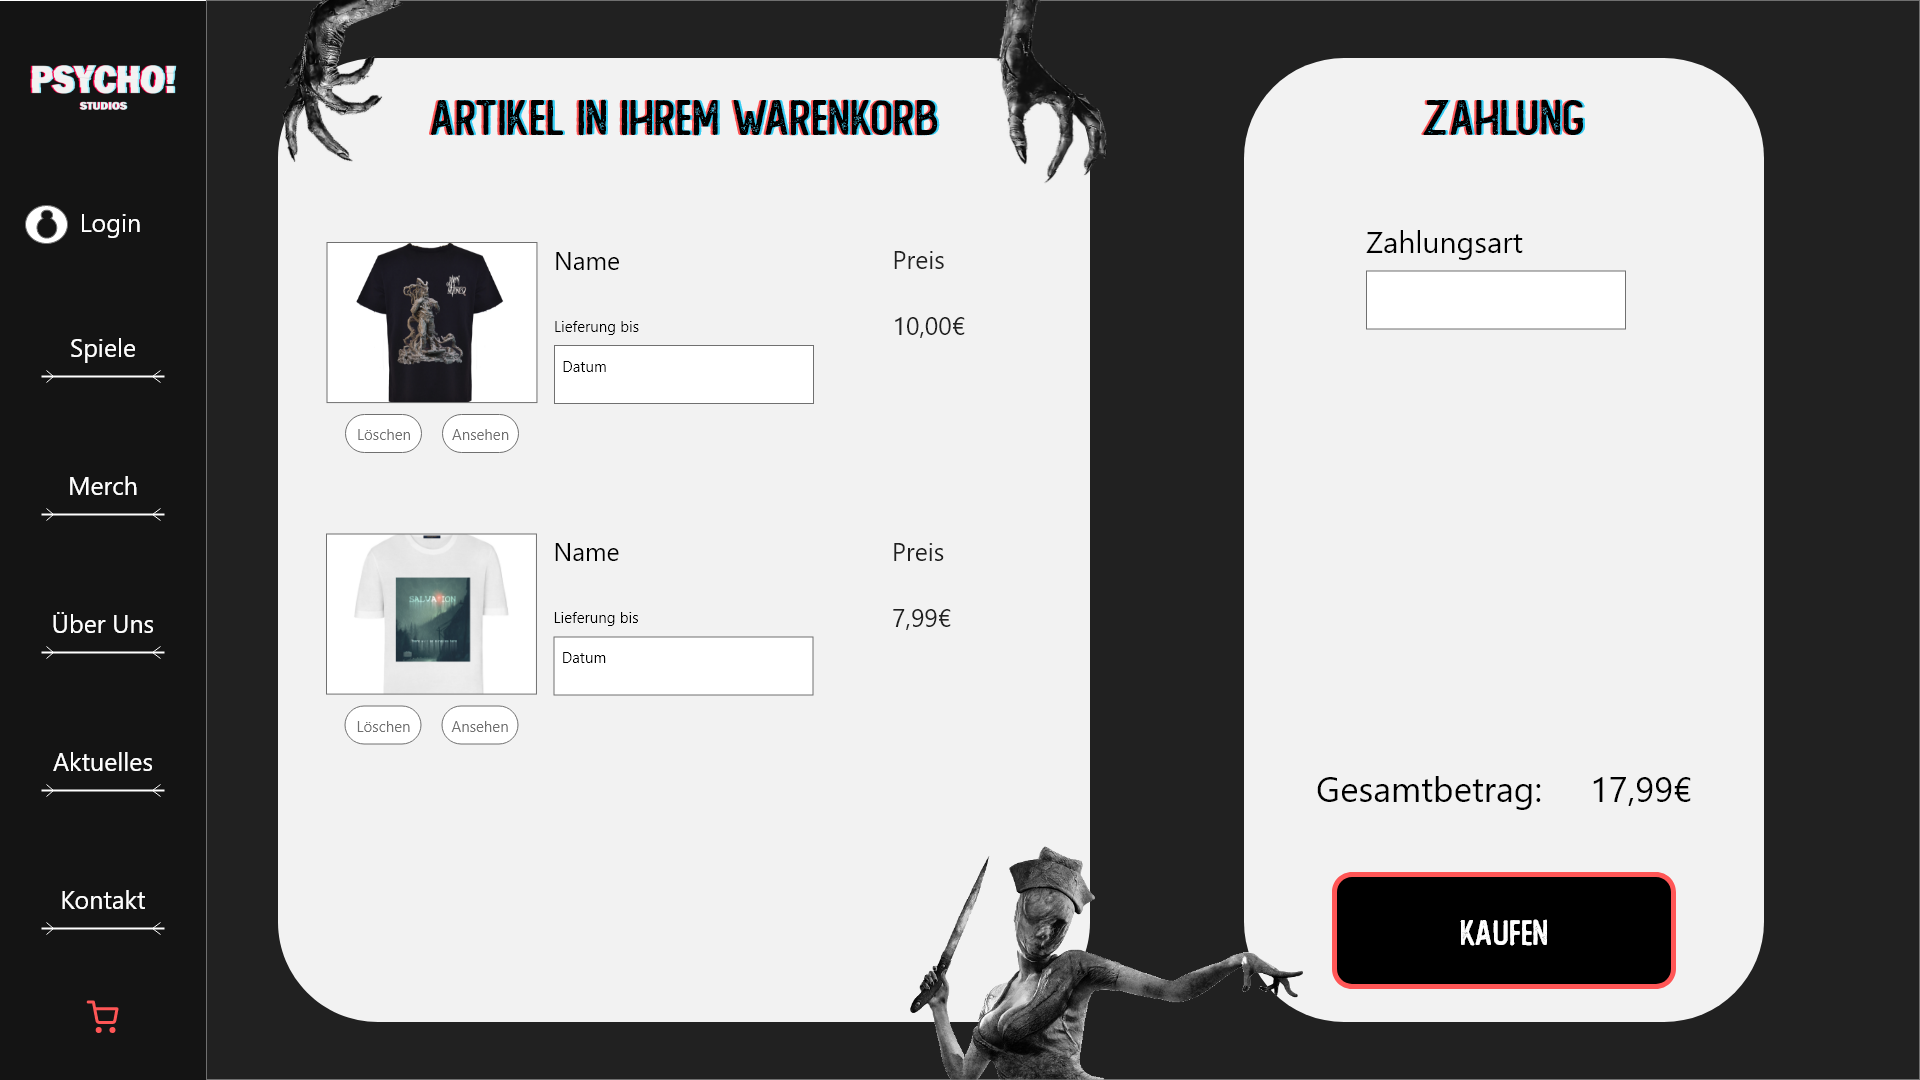 PSYCHO!
STUDIOS
Login
Spiele
Merch
Über Uns
Aktuelles
Kontakt
ARTIKEL IN IHREM WARENKORB
Name
Preis
Lieferung bis
10,00€
Datum
Löschen
Ansehen
Name
Preis
SALVATION
Lieferung bis
7,99€
Datum
Löschen
Ansehen
ZAHLUNG
Zahlungsart
Gesamtbetrag: 17,99€
KAUFEN